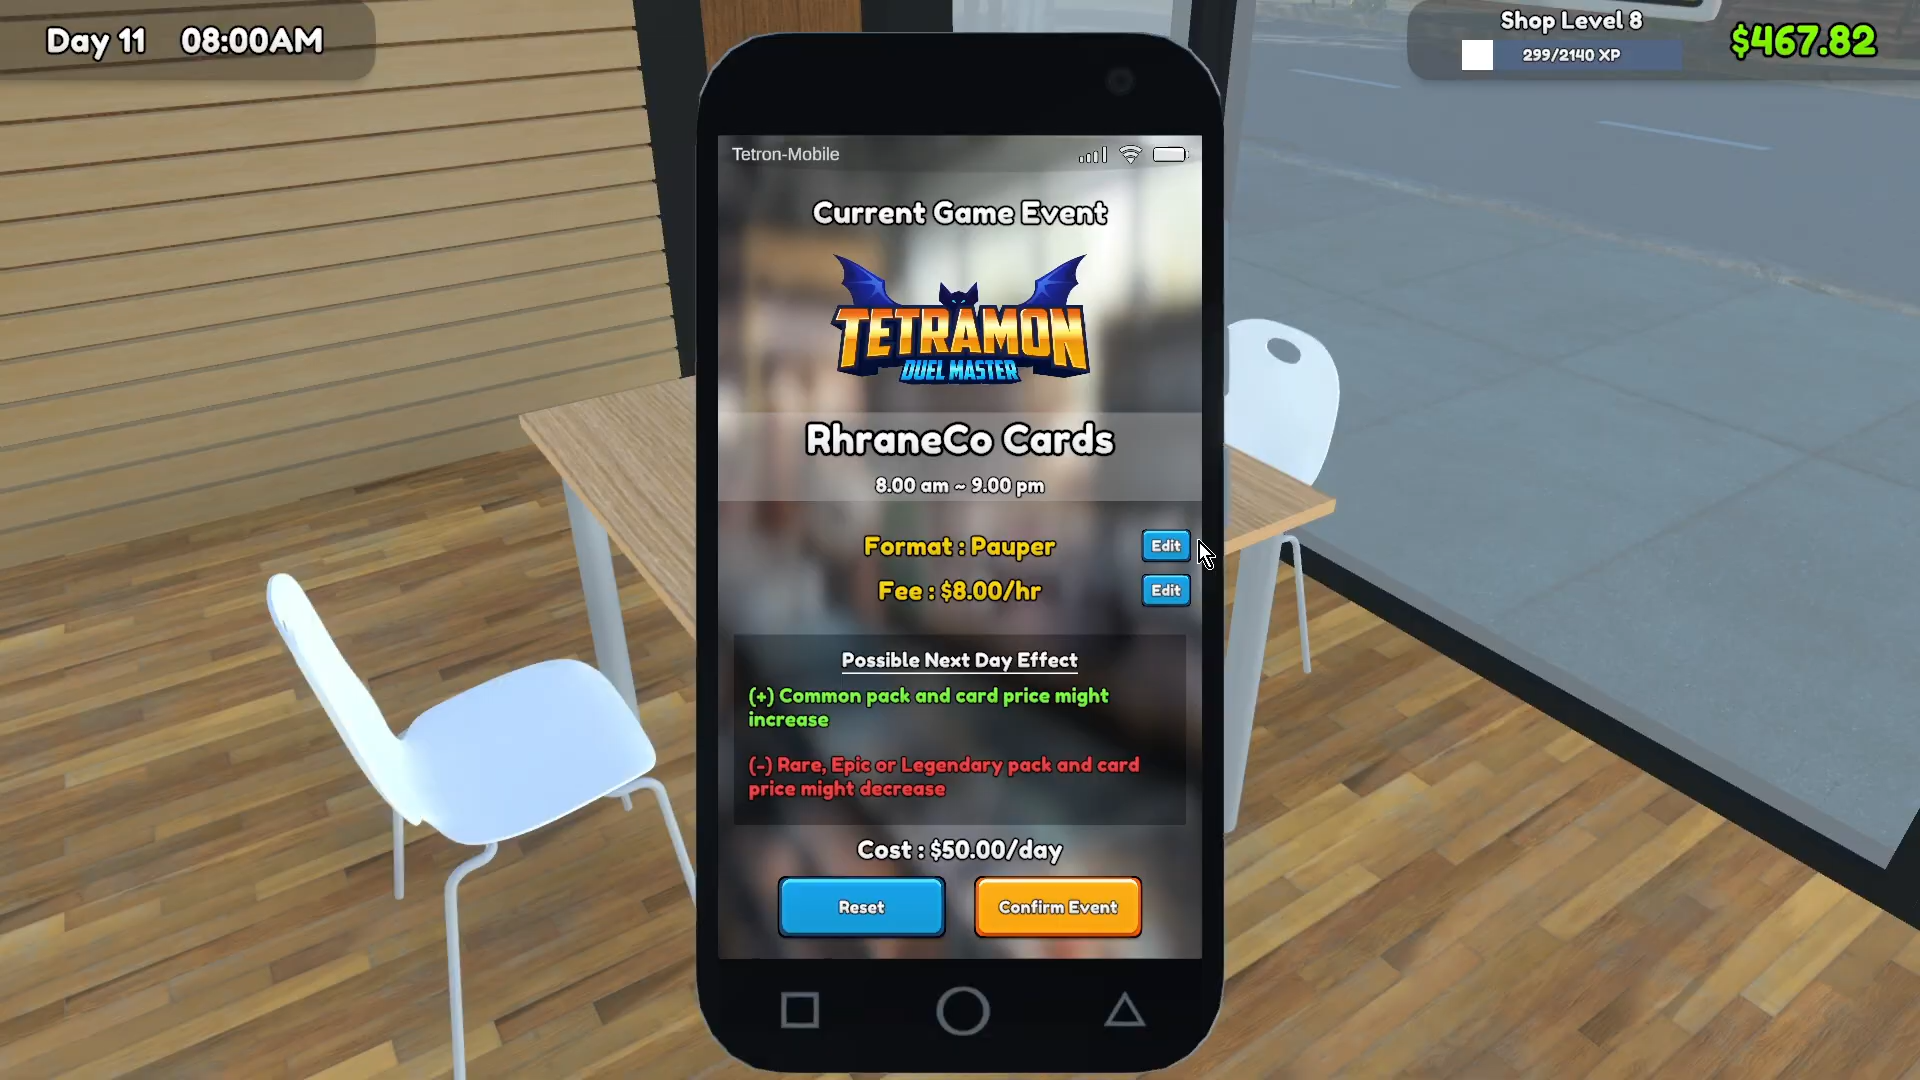 Day 11 08:00AM
Shop Level 8
299/2140 XP
$467.82
Tetron-Mobile
Current Game Event
TETRAMON
DUEL MASTER
RhraneCo Cards
8.00 am ~ 9.00 pm
Format : Pauper
Edit
Fee : $8.00/hr
Edit
Possible Next Day Effect
(+) Common pack and card price might
increase
(-) Rare, Epic or Legendary pack and card
price might decrease
Cost : $50.00/day
Reset
Confirm Event